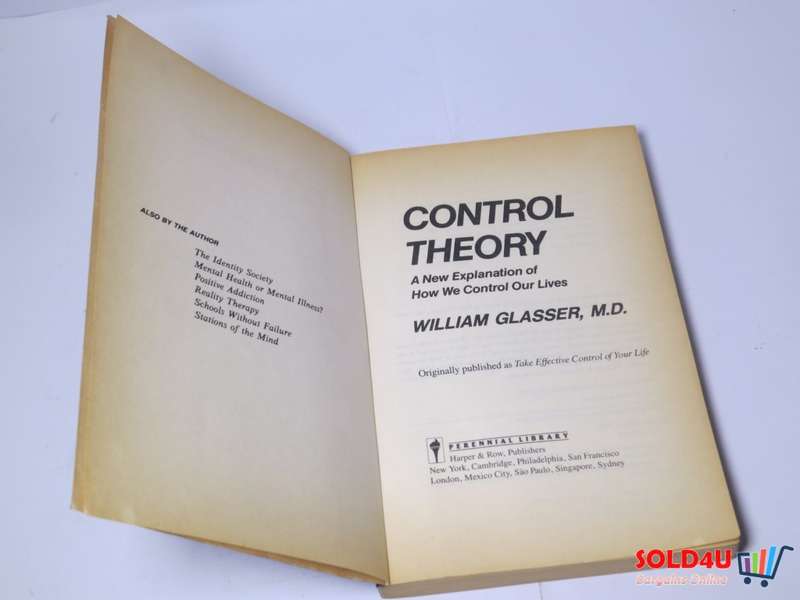 ALSO BY THE AUTHOR
The Identity Society
Mental Health or Mental Illness?
Positive Addiction
Reality Therapy
Schools Without Failure
Stations of the Mind
CONTROL
THEORY
A New Explanation of
How We Control Our Lives
WILLIAM GLASSER, M.D.
Originally published as Take Effective Control of Your Life
PERENNIAL LIBRARY
Harper & Row, Publishers
New York, Cambridge, Philadelphia, San Francisco
London, Mexico City, São Paulo, Singapore, Sydney
SOLD4U
Bargains Online